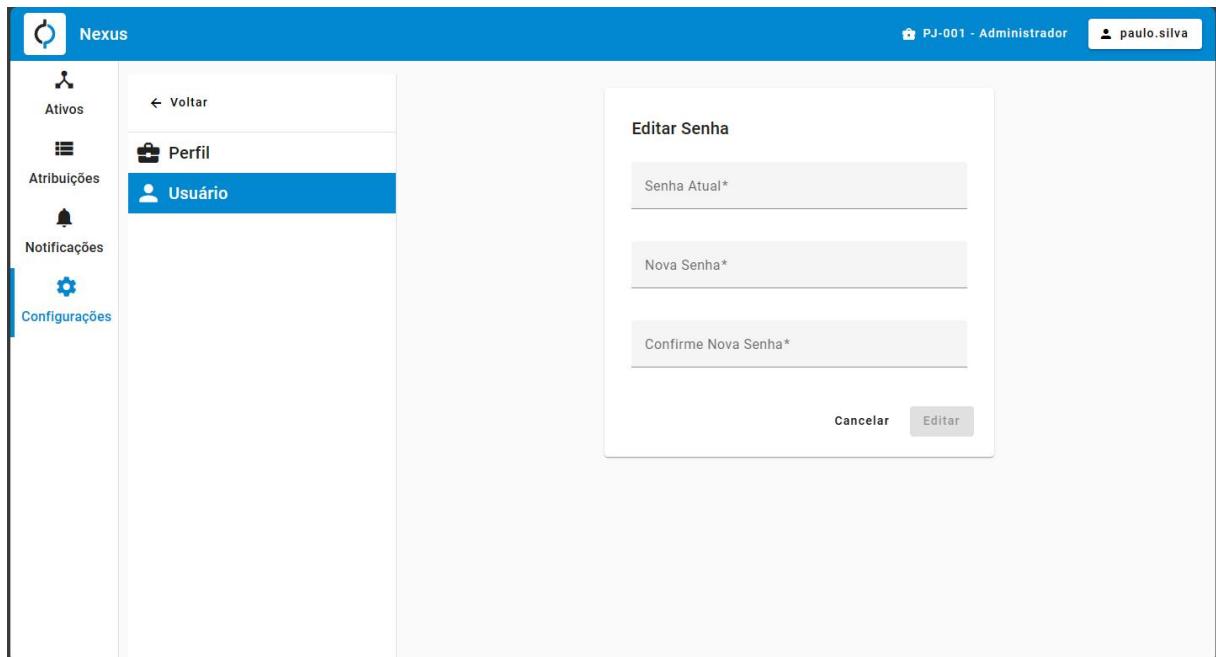 Nexus
PJ-001 - Administrador
paulo.silva
Ativos
Atribuições
Notificações
Configurações
Voltar
Perfil
Usuário
Editar Senha
Senha Atual*
Nova Senha*
Confirme Nova Senha*
Cancelar
Editar